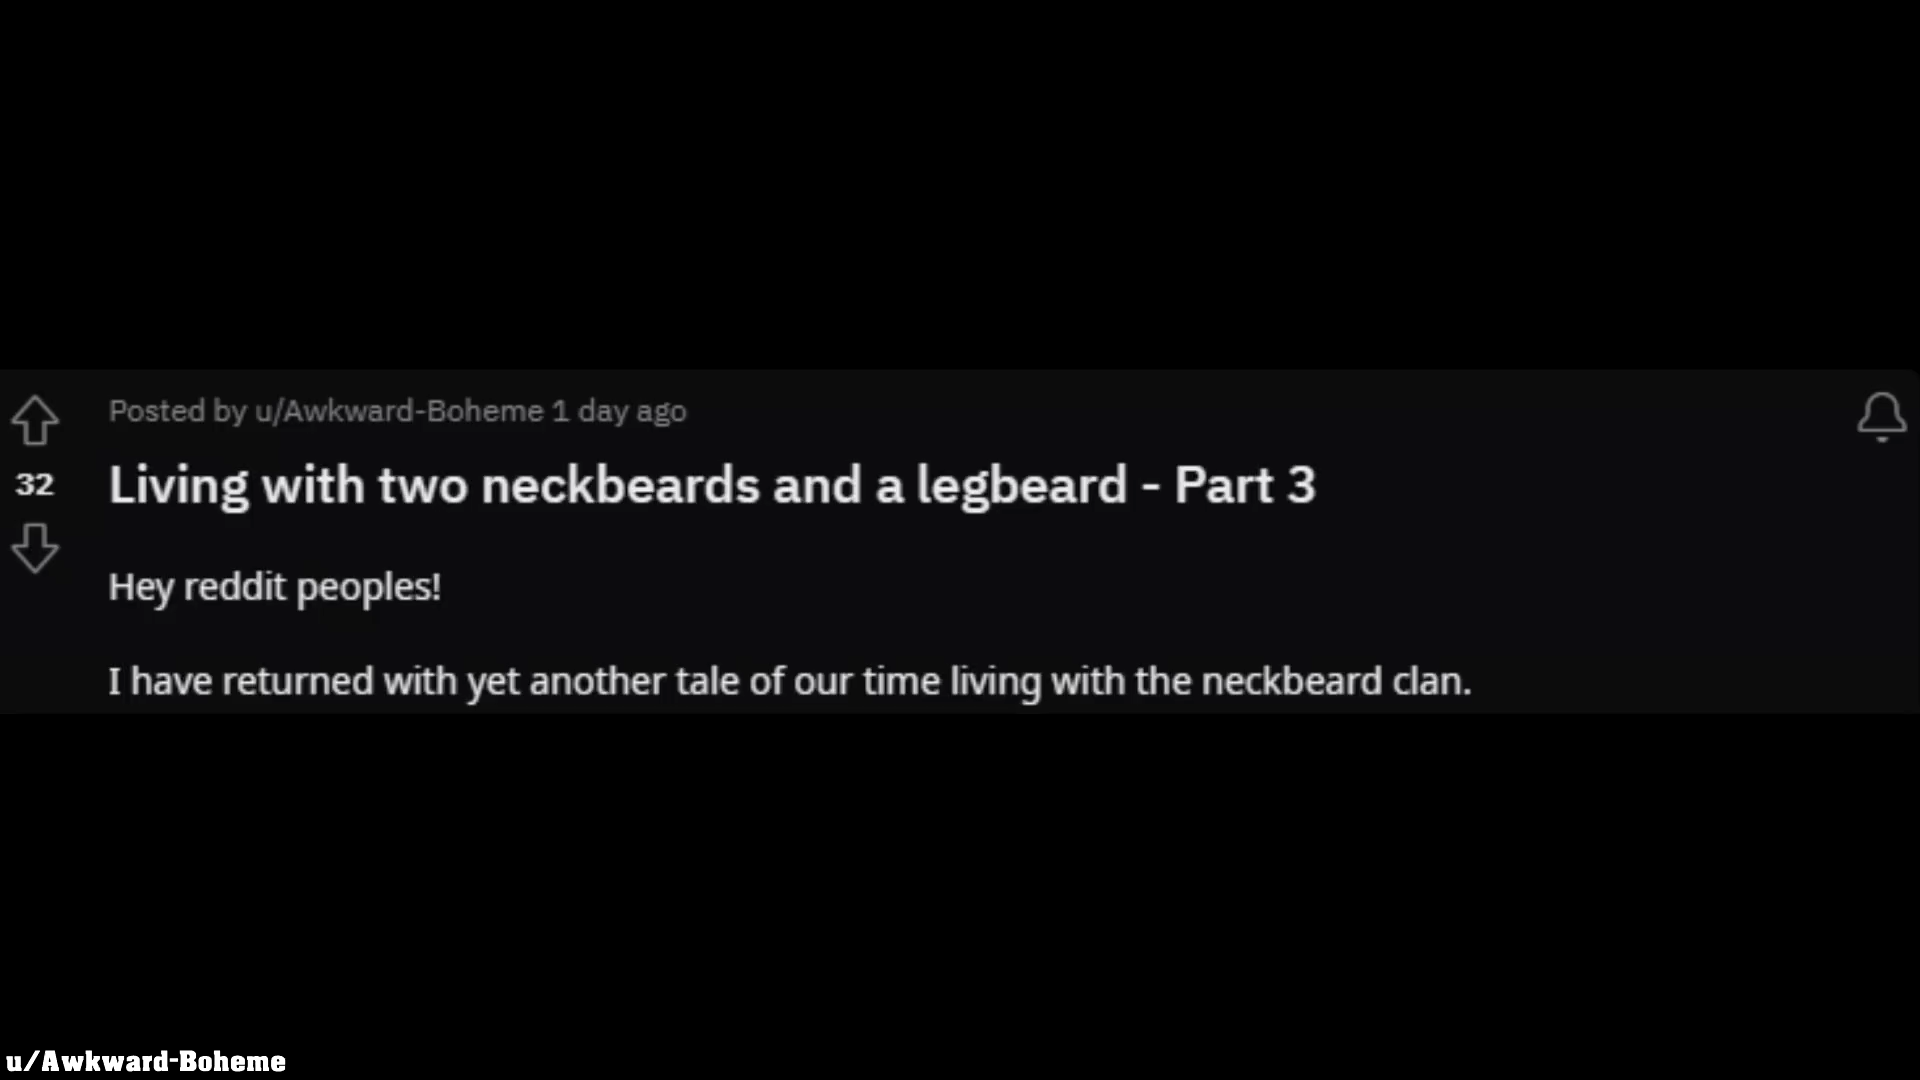 Posted by u/Awkward-Boheme 1 day ago
32
Living with two neckbeards and a legbeard - Part 3
Hey reddit peoples!
I have returned with yet another tale of our time living with the neckbeard clan.
u/Awkward-Boheme